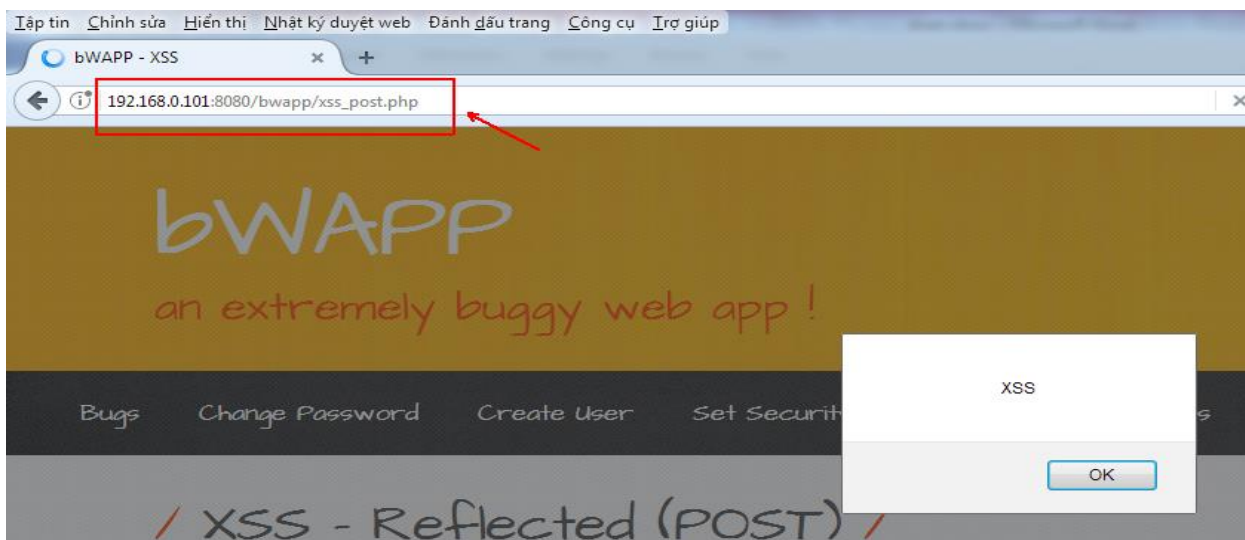 Tập tin Chỉnh sửa Hiển thị Nhật ký duyệt web Đánh dấu trang Công cụ Trợ giúp
bWAPP - XSS
192.168.0.101:8080/bwapp/xss_post.php
bWAPP
an extremely buggy web app !
Bugs Change Password Create User Set Securit s
XSS
OK
/ XSS - Reflected (POST) /